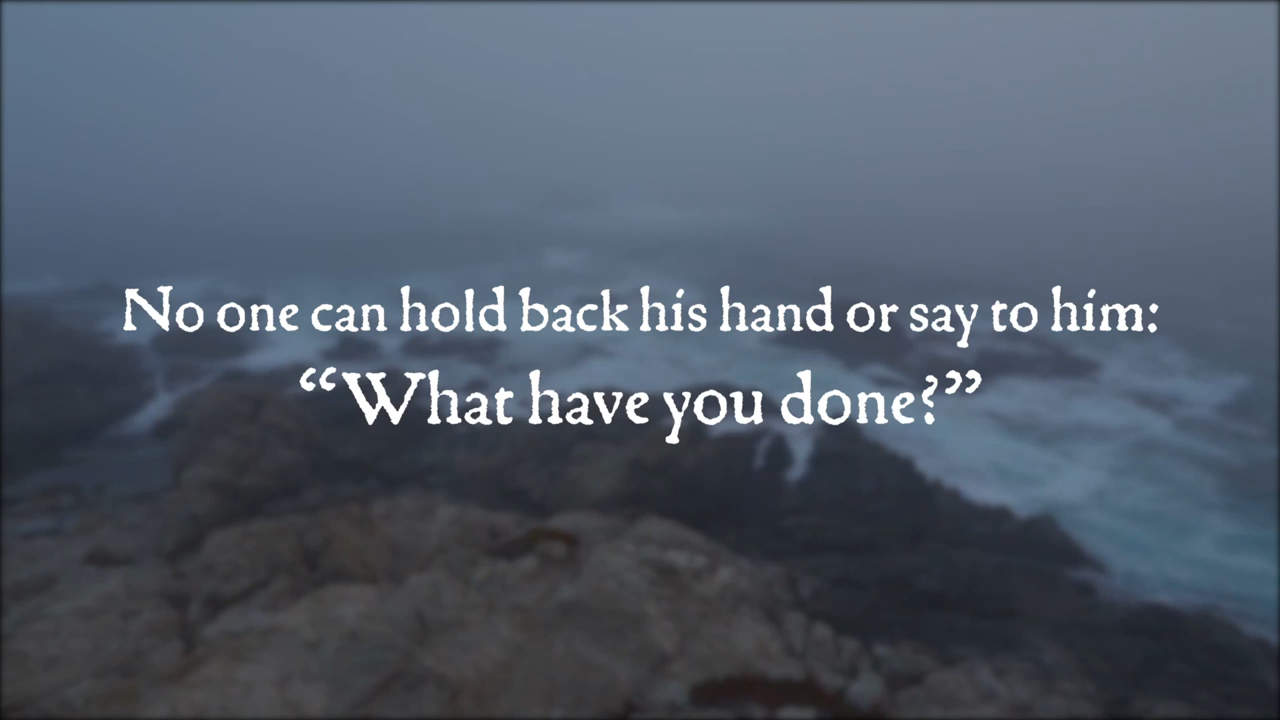 No one can hold back his hand or say to him:
“What have you done?”